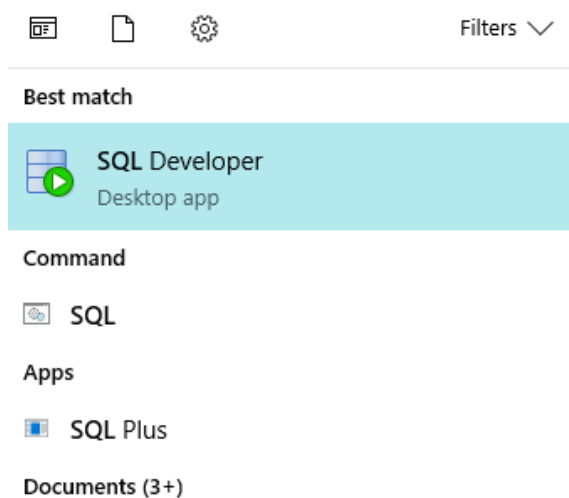 Filters
Best match
SQL Developer
Desktop app
Command
SQL
Apps
SQL Plus
Documents (3+)